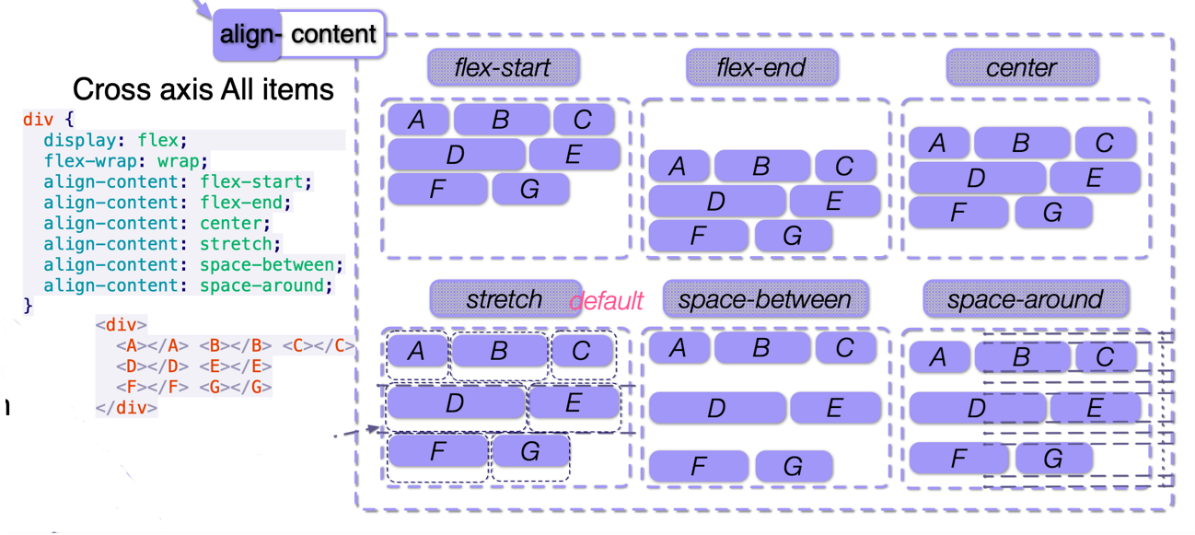 align- content
Cross axis All items
div {
display: flex;
flex-wrap: wrap;
align-content: flex-start;
align-content: flex-end;
align-content: center;
align-content: stretch;
align-content: space-between;
align-content: space-around;
}
<div>
<A></A> <B></B> <C></C>
<D></D> <E></E>
<F></F> <G></G>
</div>
flex-start
A B C
D E
F G
flex-end
A B C
D E
F G
center
A B C
D E
F G
stretch default
A B C
D E
F G
space-between
A B C
D E
F G
space-around
A B C
D E
F G